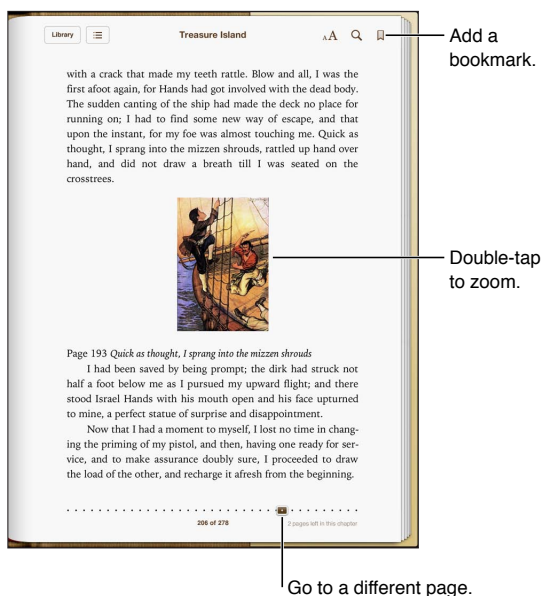 Library
Treasure Island
AA
Add a
bookmark.
with a crack that made my teeth rattle. Blow and all, I was the
first afoot again, for Hands had got involved with the dead body.
The sudden canting of the ship had made the deck no place for
running on; I had to find some new way of escape, and that
upon the instant, for my foe was almost touching me. Quick as
thought, I sprang into the mizzen shrouds, rattled up hand over
hand, and did not draw a breath till I was seated on the
crosstrees.
Double-tap
to zoom.
Page 193 Quick as thought, I sprang into the mizzen shrouds
I had been saved by being prompt; the dirk had struck not
half a foot below me as I pursued my upward flight; and there
stood Israel Hands with his mouth open and his face upturned
to mine, a perfect statue of surprise and disappointment.
Now that I had a moment to myself, I lost no time in chang-
ing the priming of my pistol, and then, having one ready for ser-
vice, and to make assurance doubly sure, I proceeded to draw
the load of the other, and recharge it afresh from the beginning.
206 of 278
2 pages left in this chapter
Go to a different page.